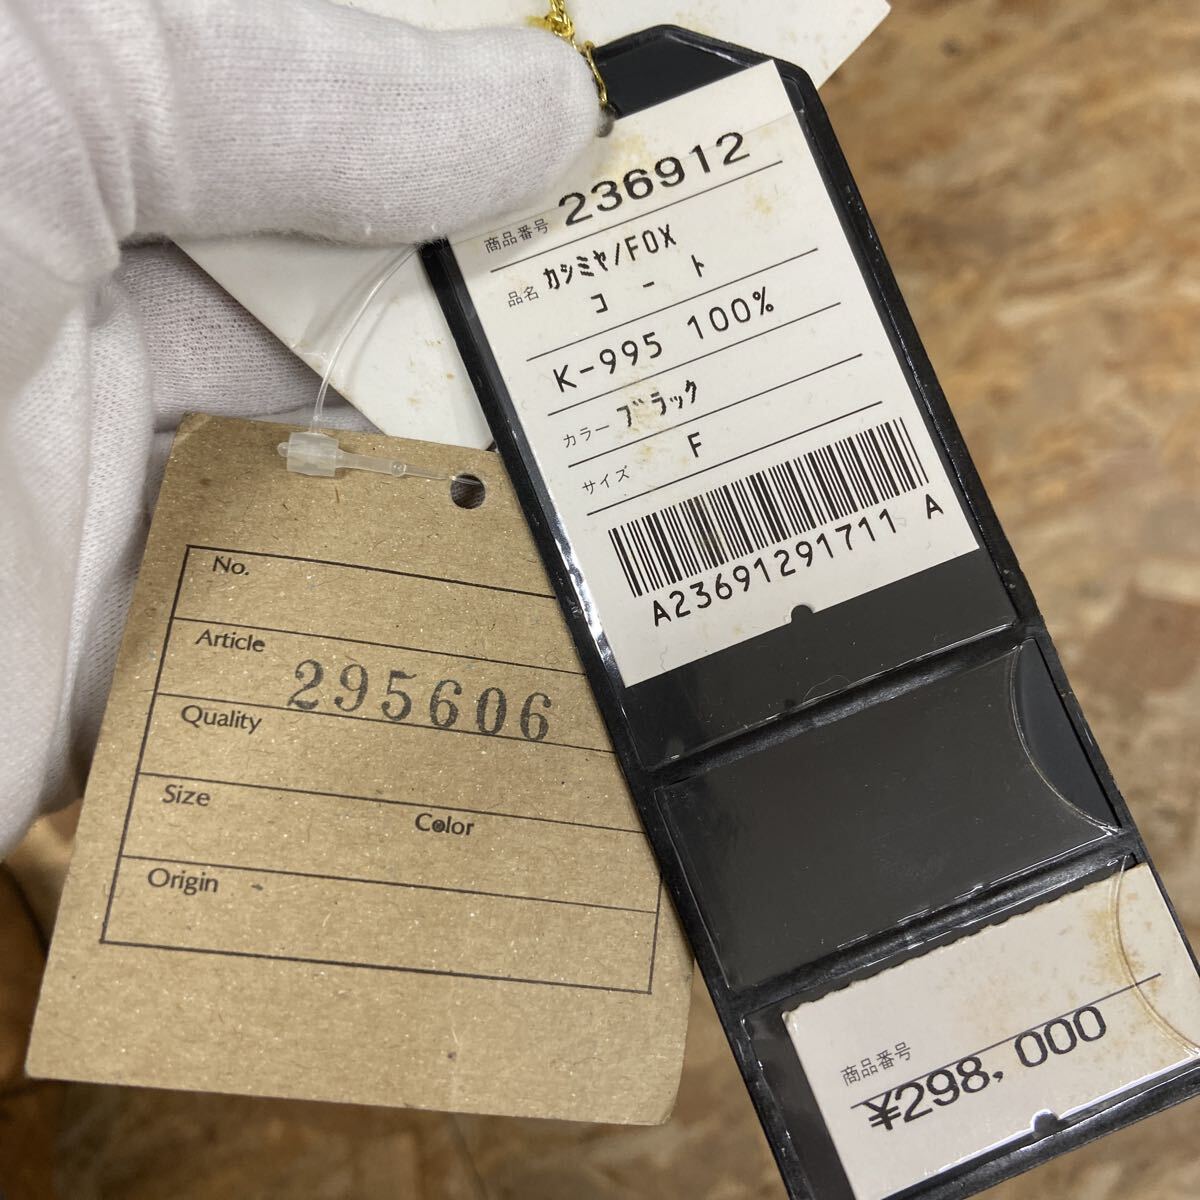 商品番号 236912
品名 カシミヤ/FOX
コート
K-995 100%
カラー ブラック
サイズ F
A23691291711 A
No.
Article
295606
Quality
Size
Color
Origin
商品番号
¥298,000